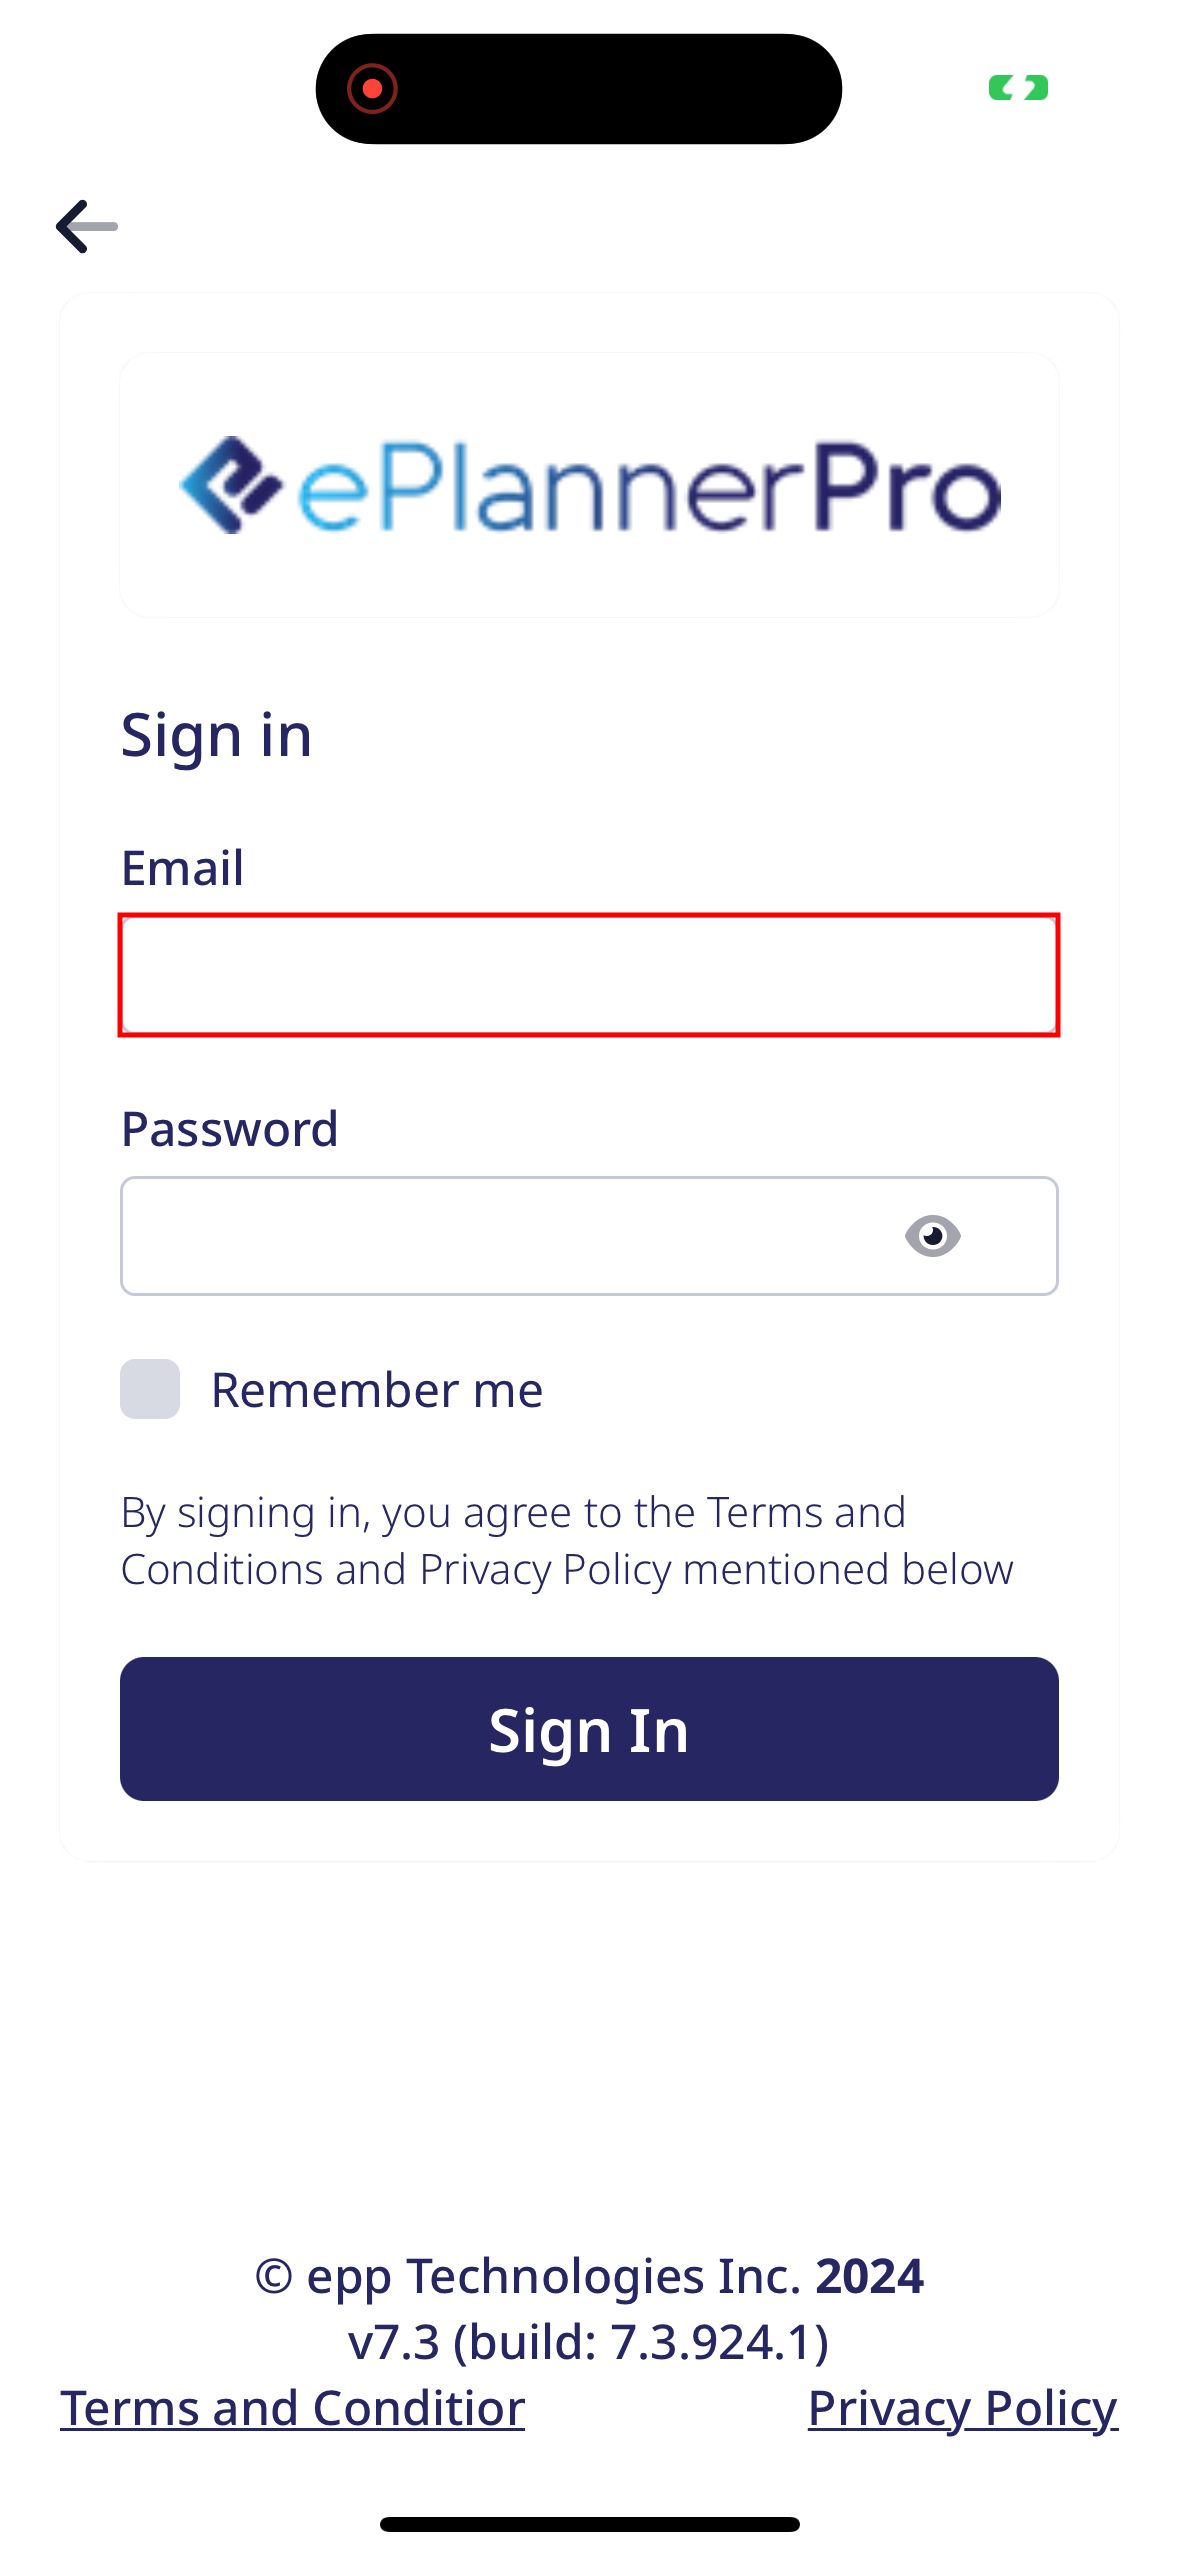 ePlannerPro
Sign in
Email
Password
Remember me
By signing in, you agree to the Terms and
Conditions and Privacy Policy mentioned below
Sign In
© epp Technologies Inc. 2024
v7.3 (build: 7.3.924.1)
Terms and Conditior
Privacy Policy